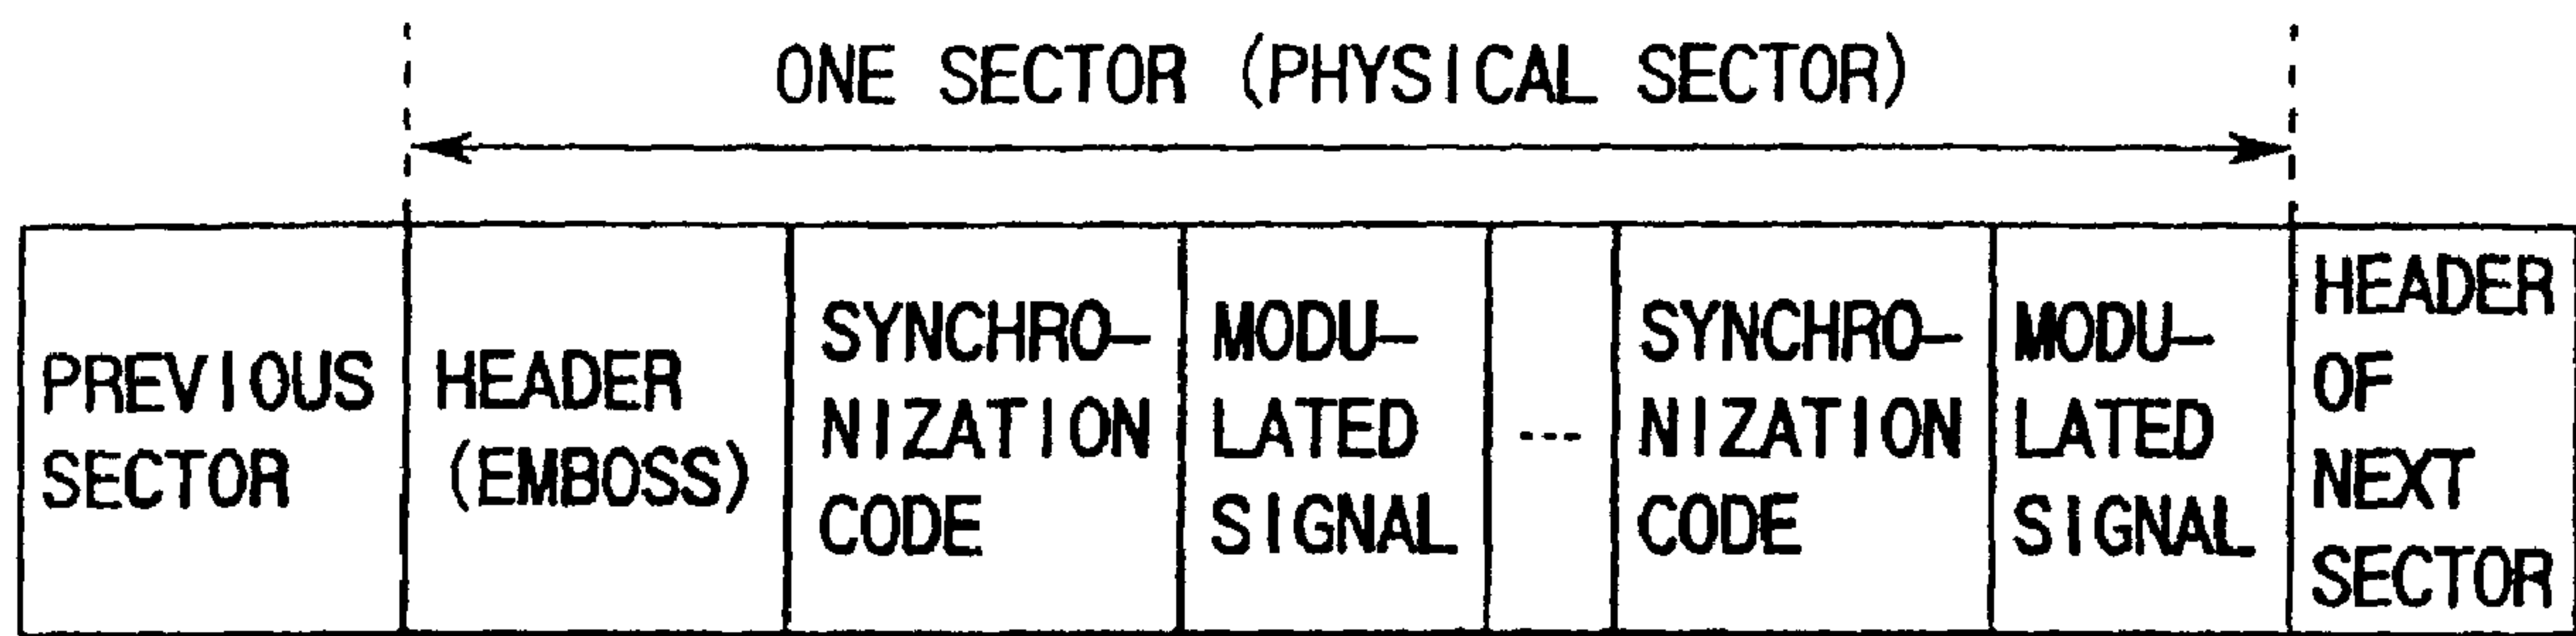 ONE SECTOR (PHYSICAL SECTOR)
PREVIOUS
SECTOR
HEADER
(EMBOSS)
SYNCHRO-
NIZATION
CODE
MODU-
LATED
SIGNAL
---
SYNCHRO-
NIZATION
CODE
MODU-
LATED
SIGNAL
HEADER
OF
NEXT
SECTOR